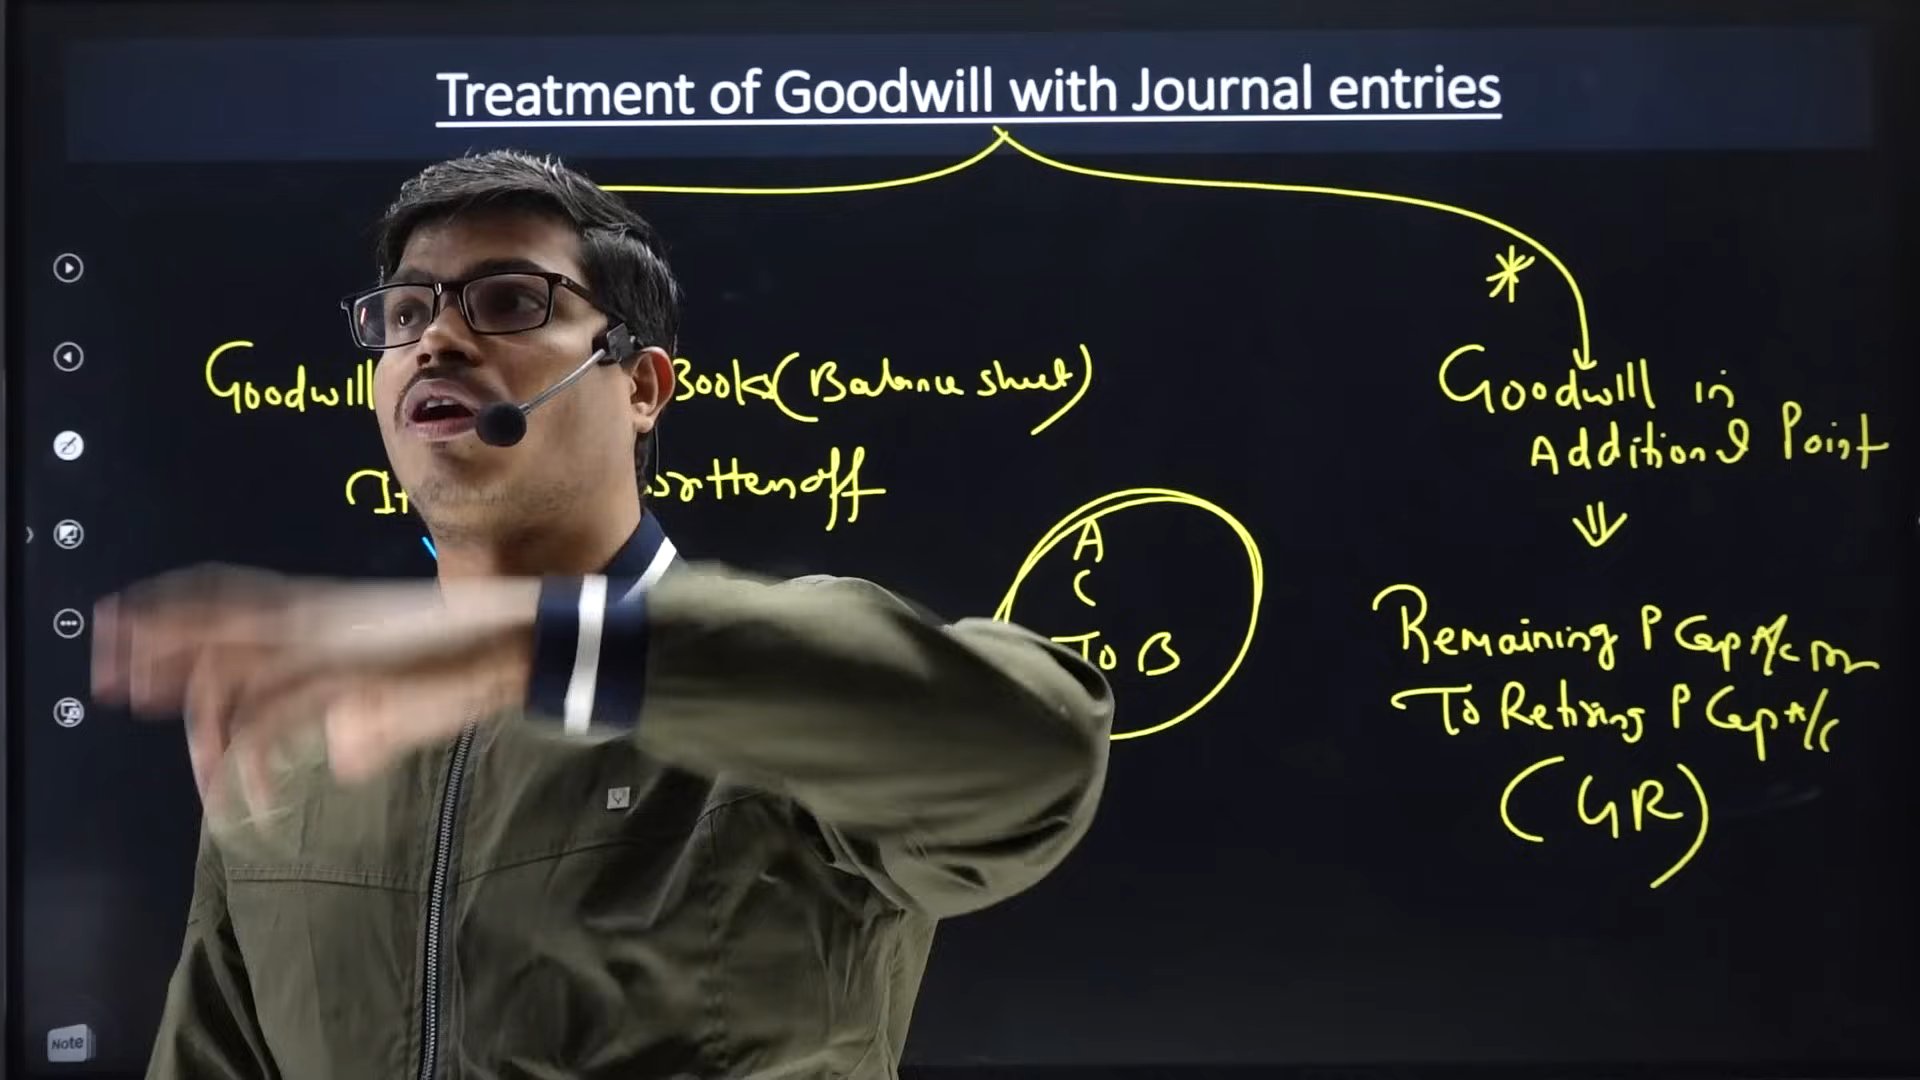 Treatment of Goodwill with Journal entries
Goodwill Books (Balance sheet)
It writtenoff
Goodwill in
Additional Point
A
C
To B
Remaining P Cap A/c Dr
To Retiring P Cap A/c
(GR)
Note